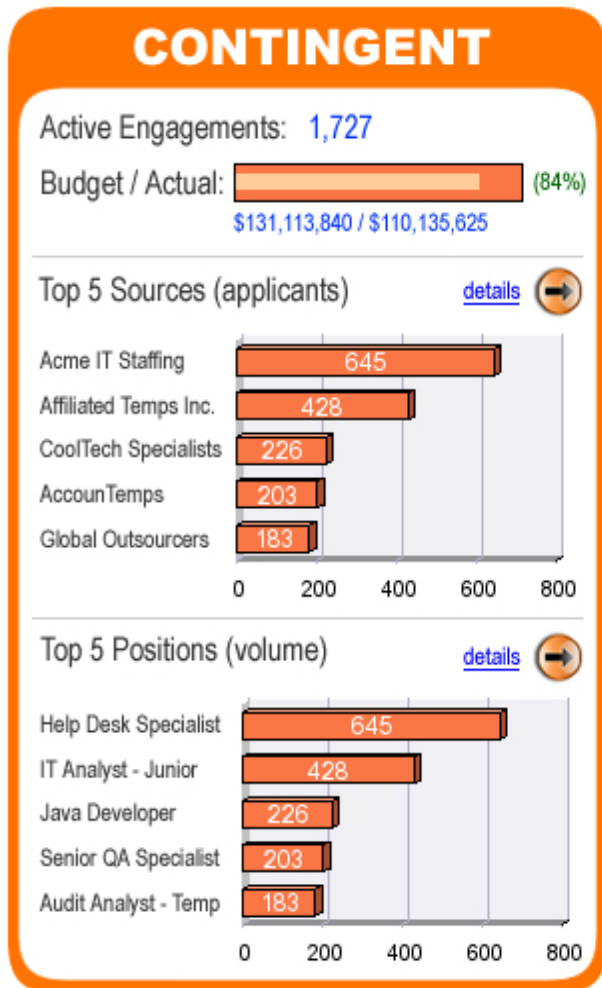 CONTINGENT
Active Engagements: 1,727
Budget / Actual: (84%)
$131,113,840 / $110,135,625
Top 5 Sources (applicants) details
Acme IT Staffing 645
Affiliated Temps Inc. 428
CoolTech Specialists 226
AccounTemps 203
Global Outsourcers 183
0 200 400 600 800
Top 5 Positions (volume) details
Help Desk Specialist 645
IT Analyst - Junior 428
Java Developer 226
Senior QA Specialist 203
Audit Analyst - Temp 183
0 200 400 600 800